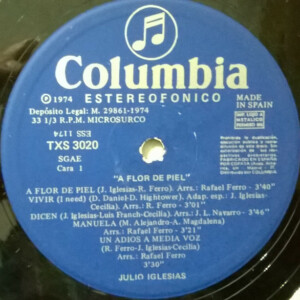 Columbia
ESTEREOFONICO
℗ 1974
Depósito Legal: M. 29861-1974
33 1/3 R.P.M. MICROSURCO
MADE IN SPAIN
ESS 1174
TXS 3020
SGAE
Cara 1
"A FLOR DE PIEL"
A FLOR DE PIEL (J. Iglesias-R. Ferro). Arrs.: Rafael Ferro - 3'40"
VIVIR (I need) (D. Daniel-D. Hightower). Adap. esp.: J. Iglesias-
Cecilia). Arrs.: R. Ferro - 3'01"
DICEN (J. Iglesias-Luis Franch-Cecilia). Arrs.: J. L. Navarro - 3'46"
MANUELA (M. Alejandro-A. Magdalena)
Arrs.: Rafael Ferro - 3'21"
UN ADIOS A MEDIA VOZ
(R. Ferro-J. Iglesias-Cecilia)
Arrs.: Rafael Ferro
3'30"
JULIO IGLESIAS